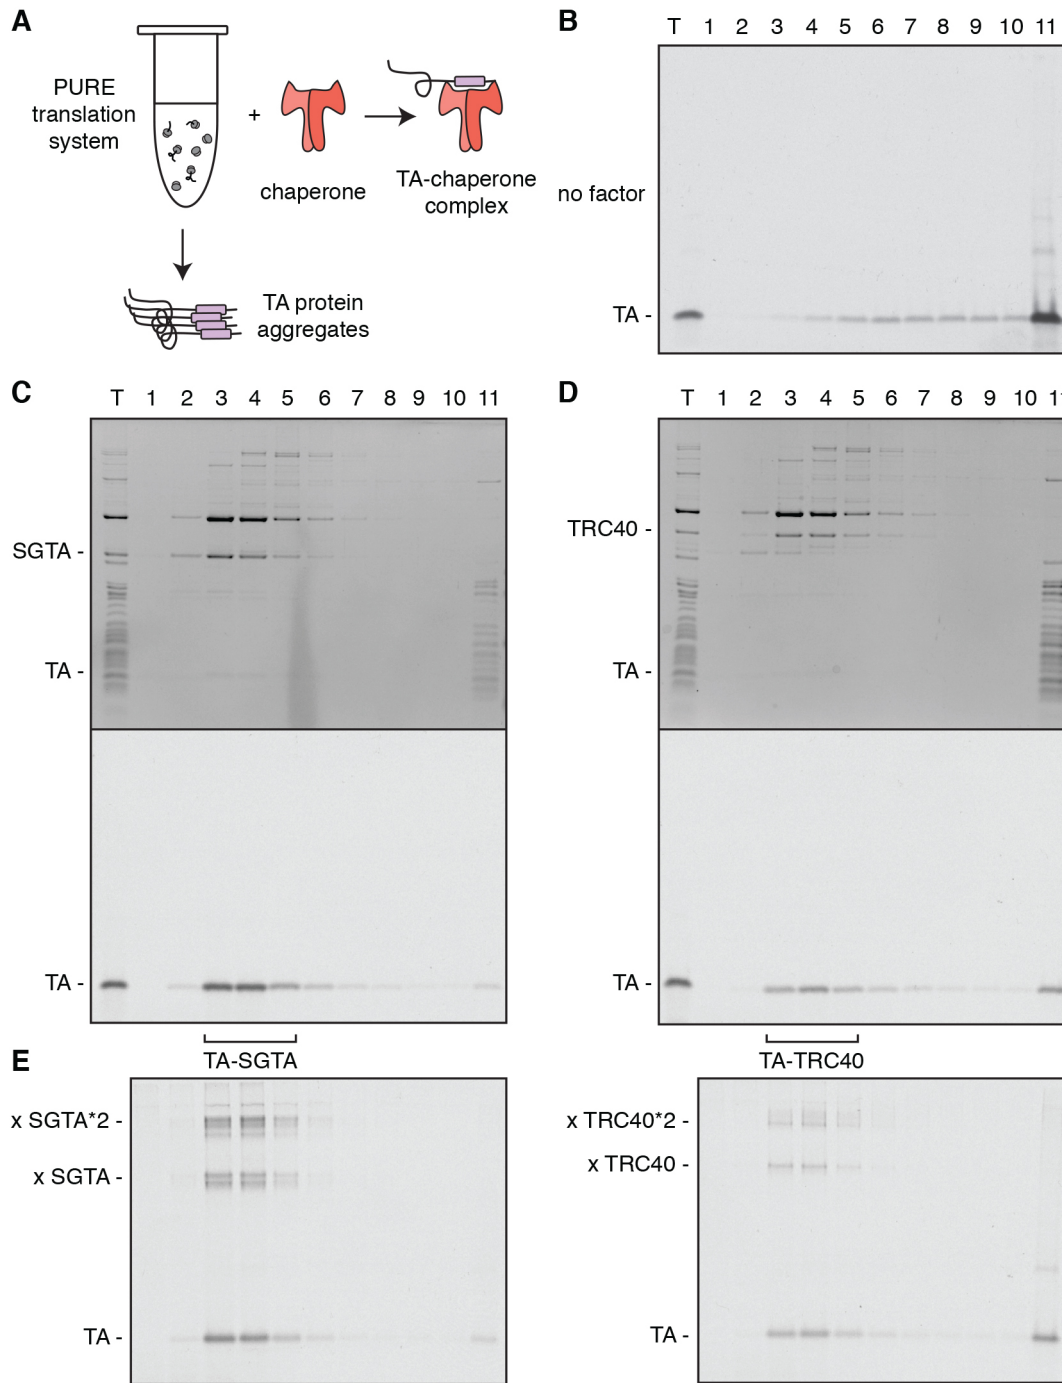 A
PURE
translation
system
+
chaperone
TA-chaperone
complex
TA protein
aggregates
B
T 1 2 3 4 5 6 7 8 9 10 11
no factor
TA -
C
T 1 2 3 4 5 6 7 8 9 10 11
SGTA -
TA -
TA -
TA-SGTA
D
T 1 2 3 4 5 6 7 8 9 10 11
TRC40 -
TA -
TA -
TA-TRC40
E
x SGTA*2 -
x SGTA -
TA -
x TRC40*2 -
x TRC40 -
TA -